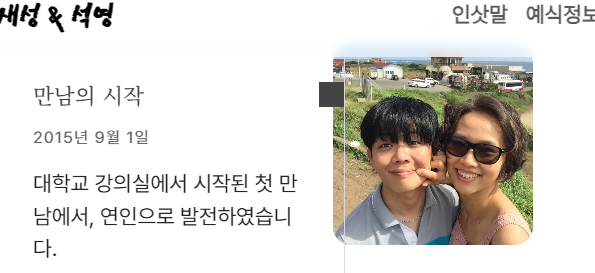 재성 & 석영
인삿말 예식정보
만남의 시작
2015년 9월 1일
대학교 강의실에서 시작된 첫 만
남에서, 연인으로 발전하였습니
다.